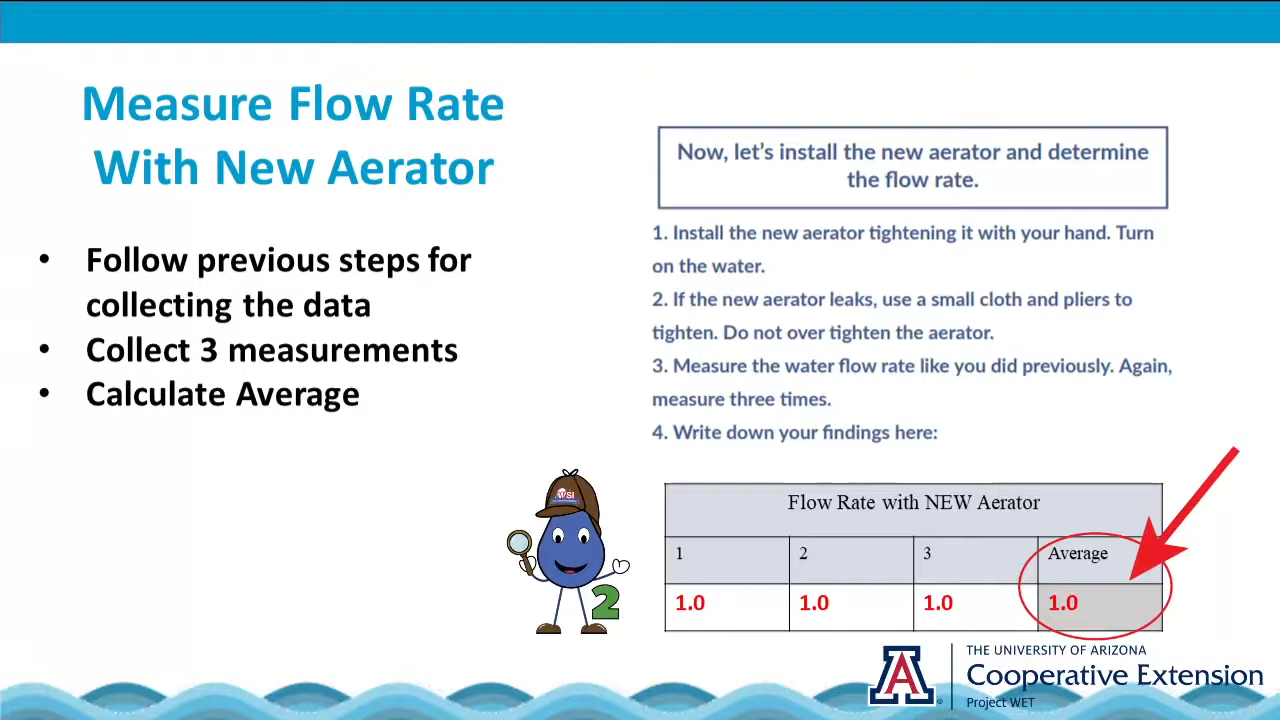 Measure Flow Rate
With New Aerator
• Follow previous steps for
collecting the data
• Collect 3 measurements
• Calculate Average
Now, let's install the new aerator and determine
the flow rate.
1. Install the new aerator tightening it with your hand. Turn
on the water.
2. If the new aerator leaks, use a small cloth and pliers to
tighten. Do not over tighten the aerator.
3. Measure the water flow rate like you did previously. Again,
measure three times.
4. Write down your findings here:
Flow Rate with NEW Aerator
1 2 3 Average
1.0 1.0 1.0 1.0
WSI
2
A
THE UNIVERSITY OF ARIZONA
Cooperative Extension
Project WET